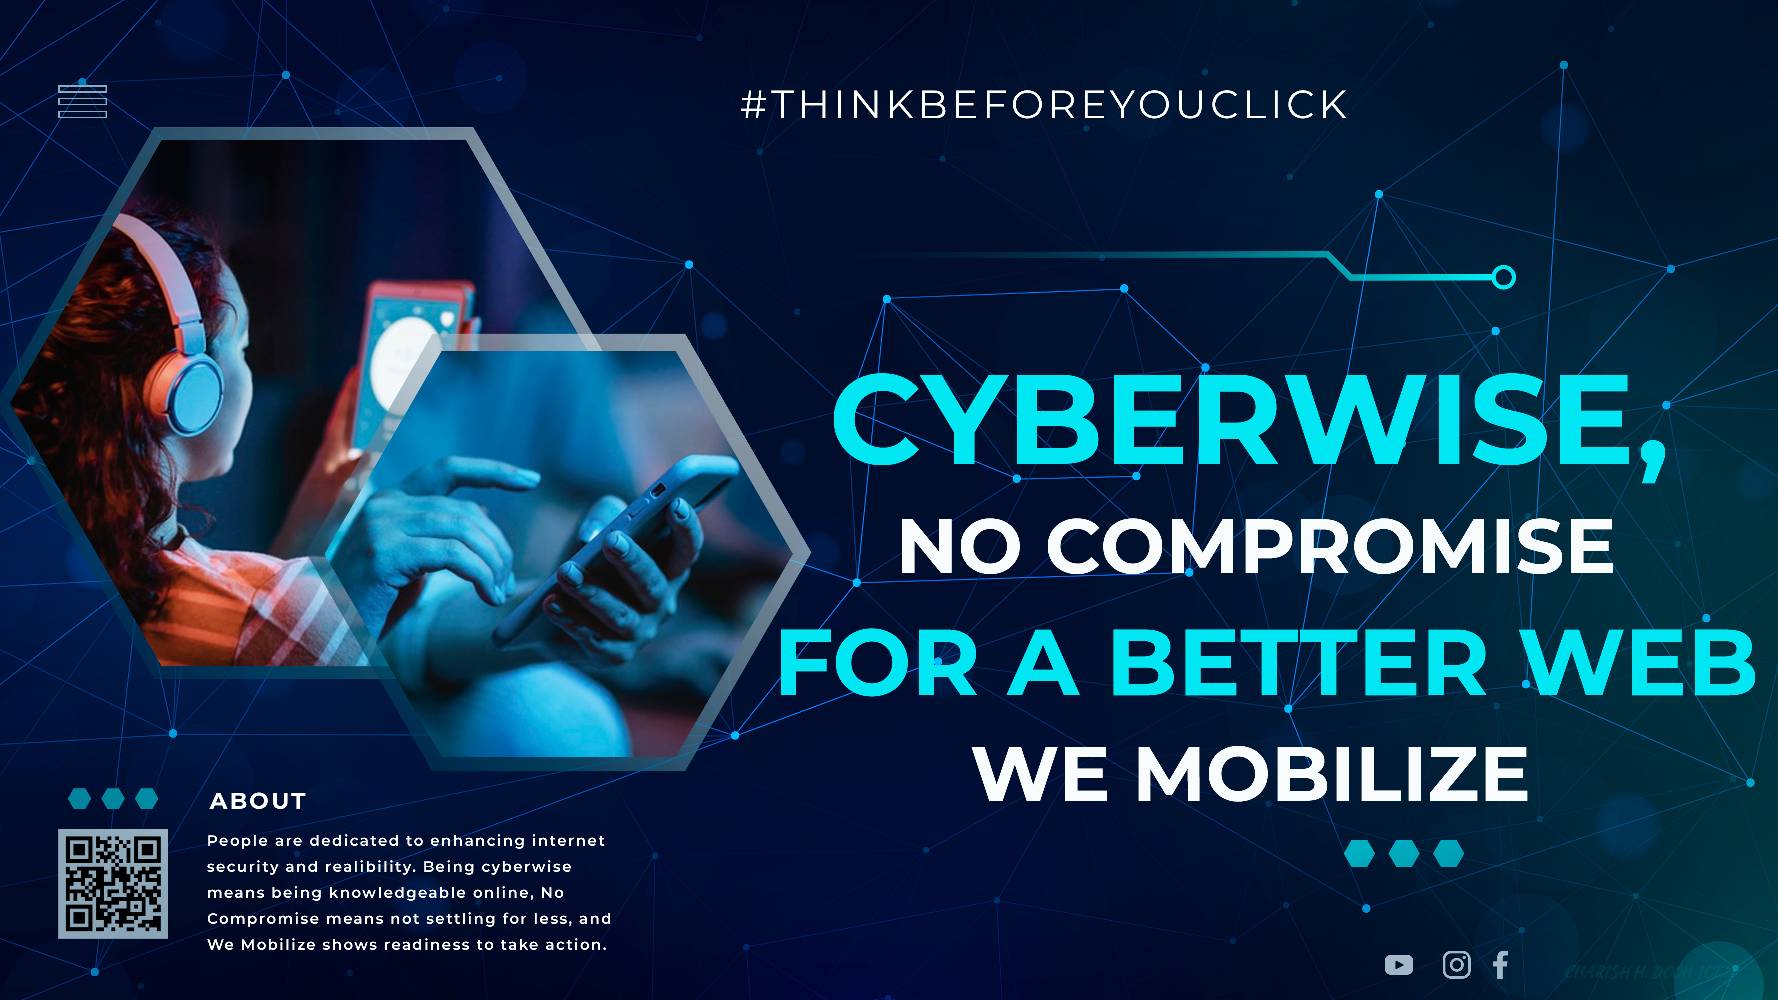 #THINKBEFOREYOUCLICK
CYBERWISE,
NO COMPROMISE
FOR A BETTER WEB
WE MOBILIZE
ABOUT
People are dedicated to enhancing internet
security and realibility. Being cyberwise
means being knowledgeable online, No
Compromise means not settling for less, and
We Mobilize shows readiness to take action.
CHARISH H.